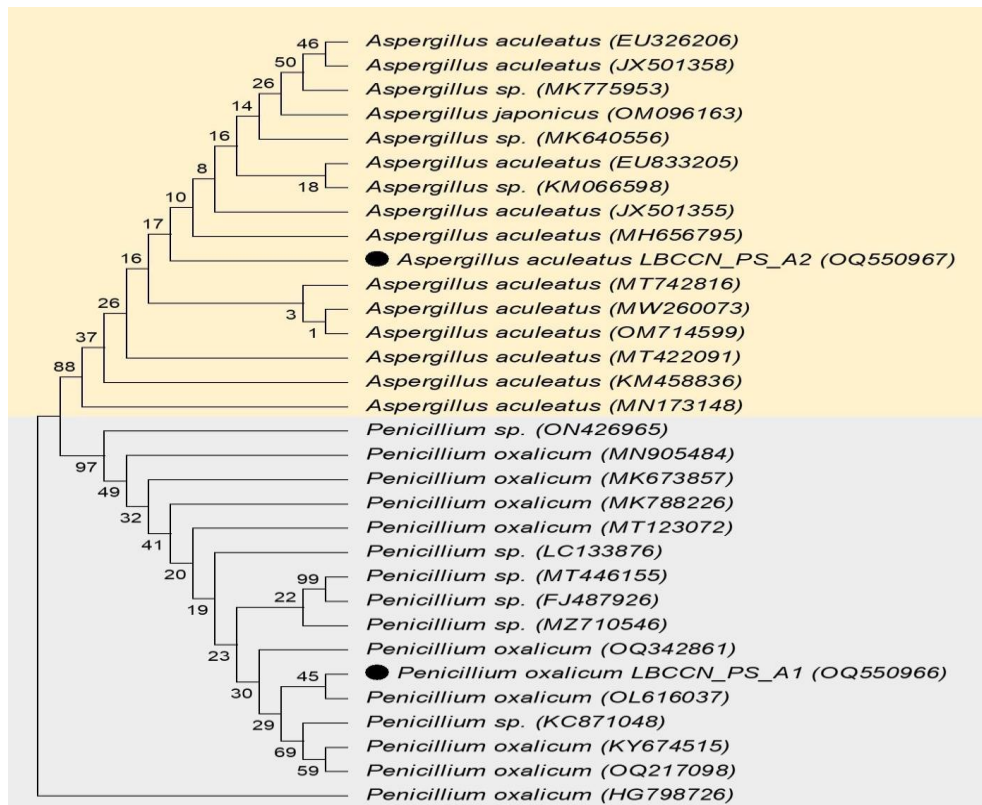 46
Aspergillus aculeatus (EU326206)
50
Aspergillus aculeatus (JX501358)
26
Aspergillus sp. (MK775953)
14
Aspergillus japonicus (OM096163)
16
Aspergillus sp. (MK640556)
8
Aspergillus aculeatus (EU833205)
18
Aspergillus sp. (KM066598)
10
Aspergillus aculeatus (JX501355)
17
Aspergillus aculeatus (MH656795)
16
Aspergillus aculeatus LBCCN_PS_A2 (OQ550967)
26
Aspergillus aculeatus (MT742816)
3
Aspergillus aculeatus (MW260073)
1
Aspergillus aculeatus (OM714599)
37
Aspergillus aculeatus (MT422091)
88
Aspergillus aculeatus (KM458836)
Aspergillus aculeatus (MN173148)
Penicillium sp. (ON426965)
97
Penicillium oxalicum (MN905484)
49
Penicillium oxalicum (MK673857)
32
Penicillium oxalicum (MK788226)
41
Penicillium oxalicum (MT123072)
20
Penicillium sp. (LC133876)
19
99
Penicillium sp. (MT446155)
22
Penicillium sp. (FJ487926)
Penicillium sp. (MZ710546)
23
Penicillium oxalicum (OQ342861)
30
45
Penicillium oxalicum LBCCN_PS_A1 (OQ550966)
Penicillium oxalicum (OL616037)
29
Penicillium sp. (KC871048)
69
Penicillium oxalicum (KY674515)
59
Penicillium oxalicum (OQ217098)
Penicillium oxalicum (HG798726)